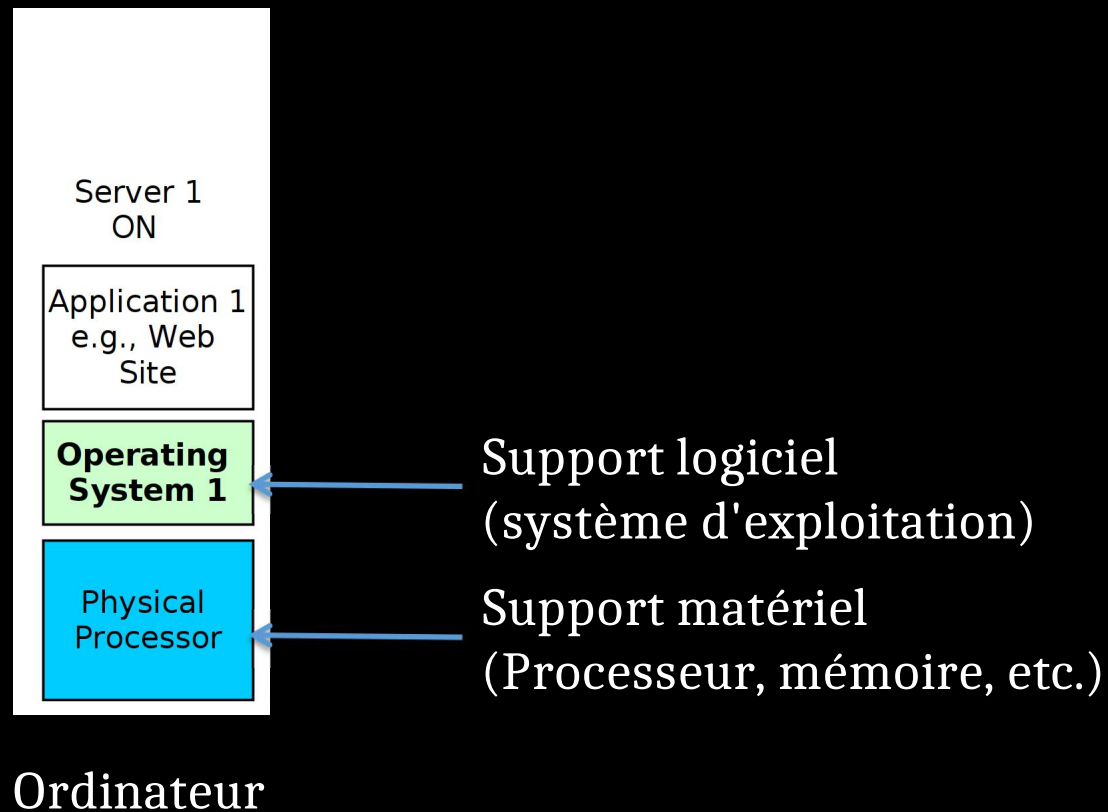 Server 1
ON
Application 1
e.g., Web
Site
Operating
System 1
Physical
Processor
Support logiciel
(système d'exploitation)
Support matériel
(Processeur, mémoire, etc.)
Ordinateur